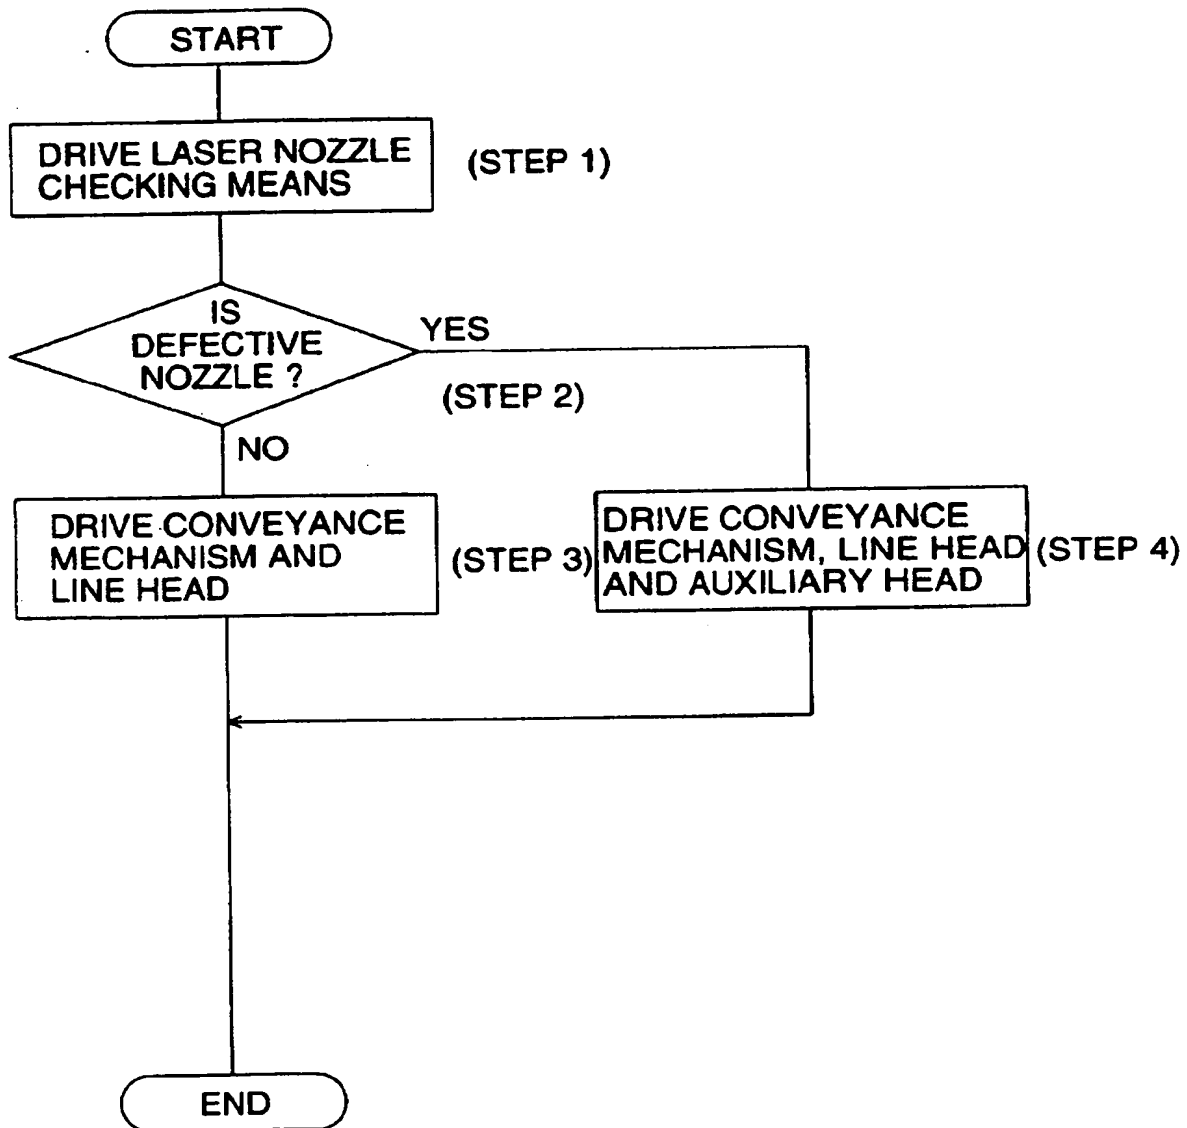 START
DRIVE LASER NOZZLE
CHECKING MEANS
(STEP 1)
IS
DEFECTIVE
NOZZLE ?
YES
(STEP 2)
NO
DRIVE CONVEYANCE
MECHANISM AND
LINE HEAD
(STEP 3)
DRIVE CONVEYANCE
MECHANISM, LINE HEAD
AND AUXILIARY HEAD
(STEP 4)
END